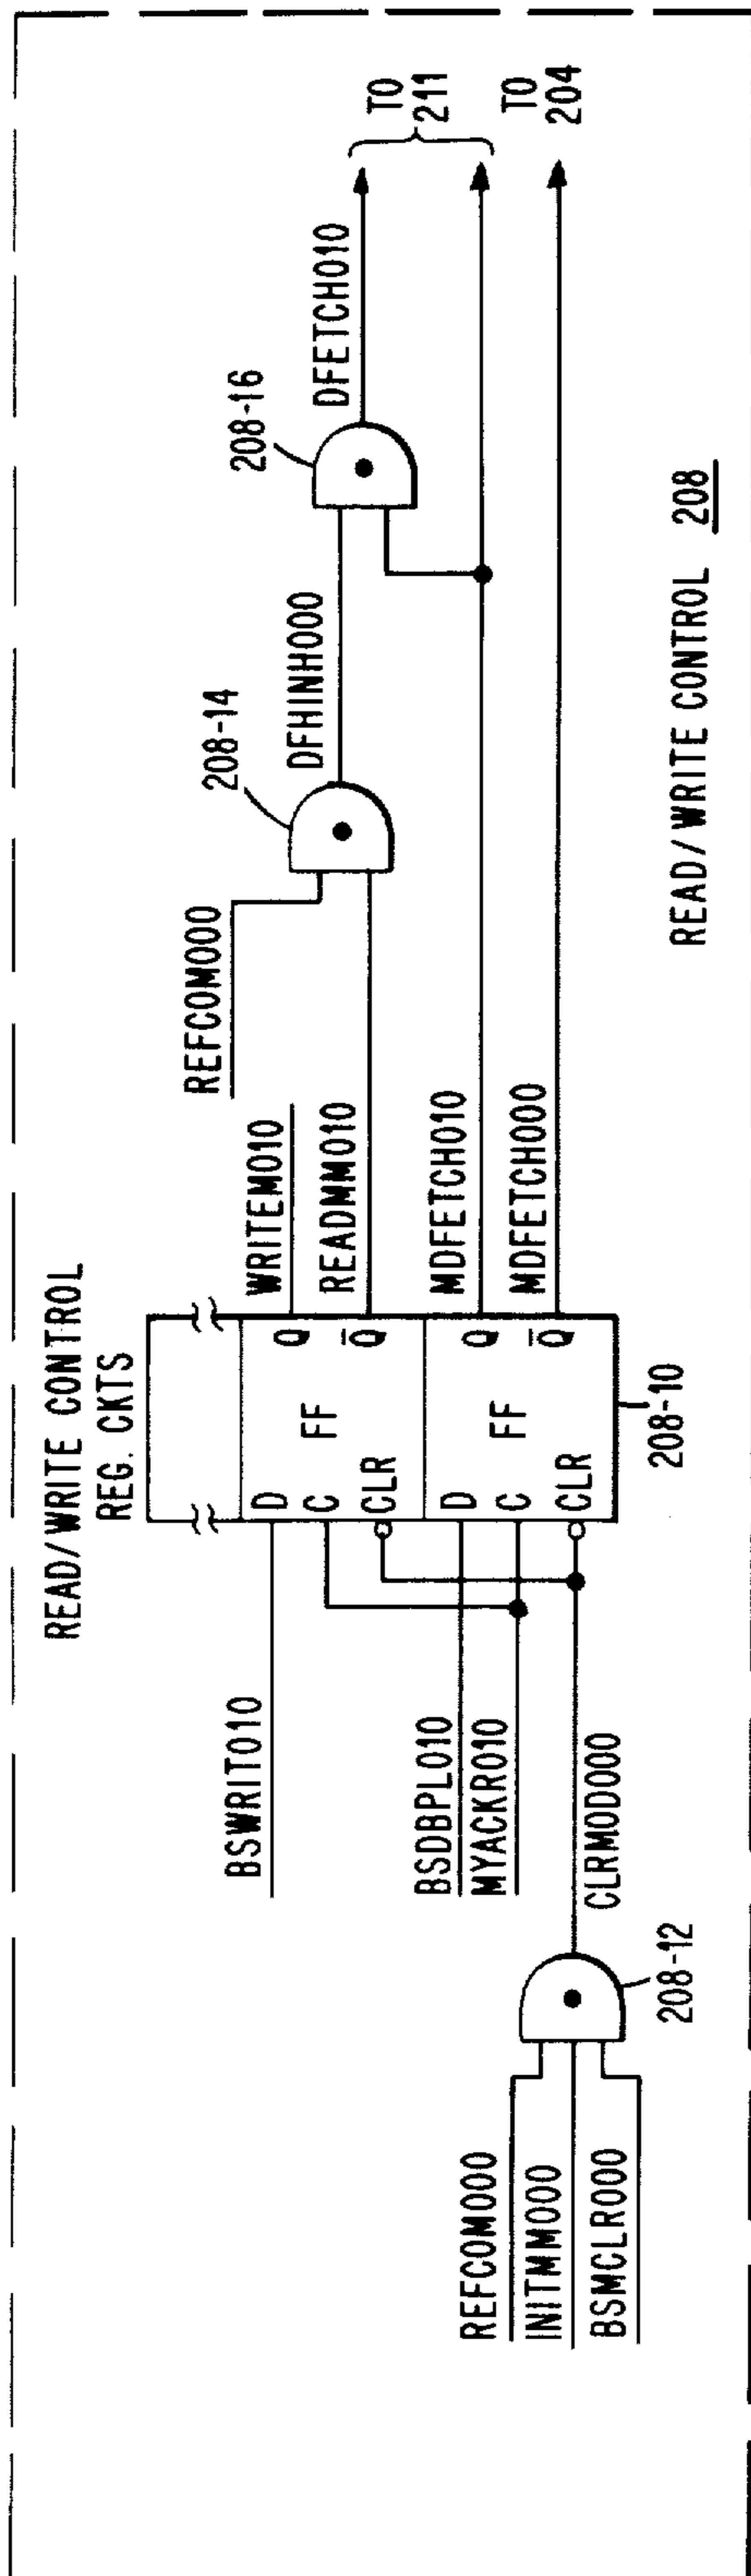 READ/WRITE CONTROL
REG. CKTS
BSWRIT010
D
Q
WRITEM010
C
FF
CLR
Q
READMM010
REFCOM000
208-14
DFHINH000
208-16
DFETCH010
TO
211
BSDBPL010
D
Q
MDFETCH010
MYACKR010
C
FF
CLR
Q
MDFETCH000
TO
204
208-10
REFCOM000
INITMM000
BSMCLR000
208-12
CLRMOD000
READ/WRITE CONTROL 208